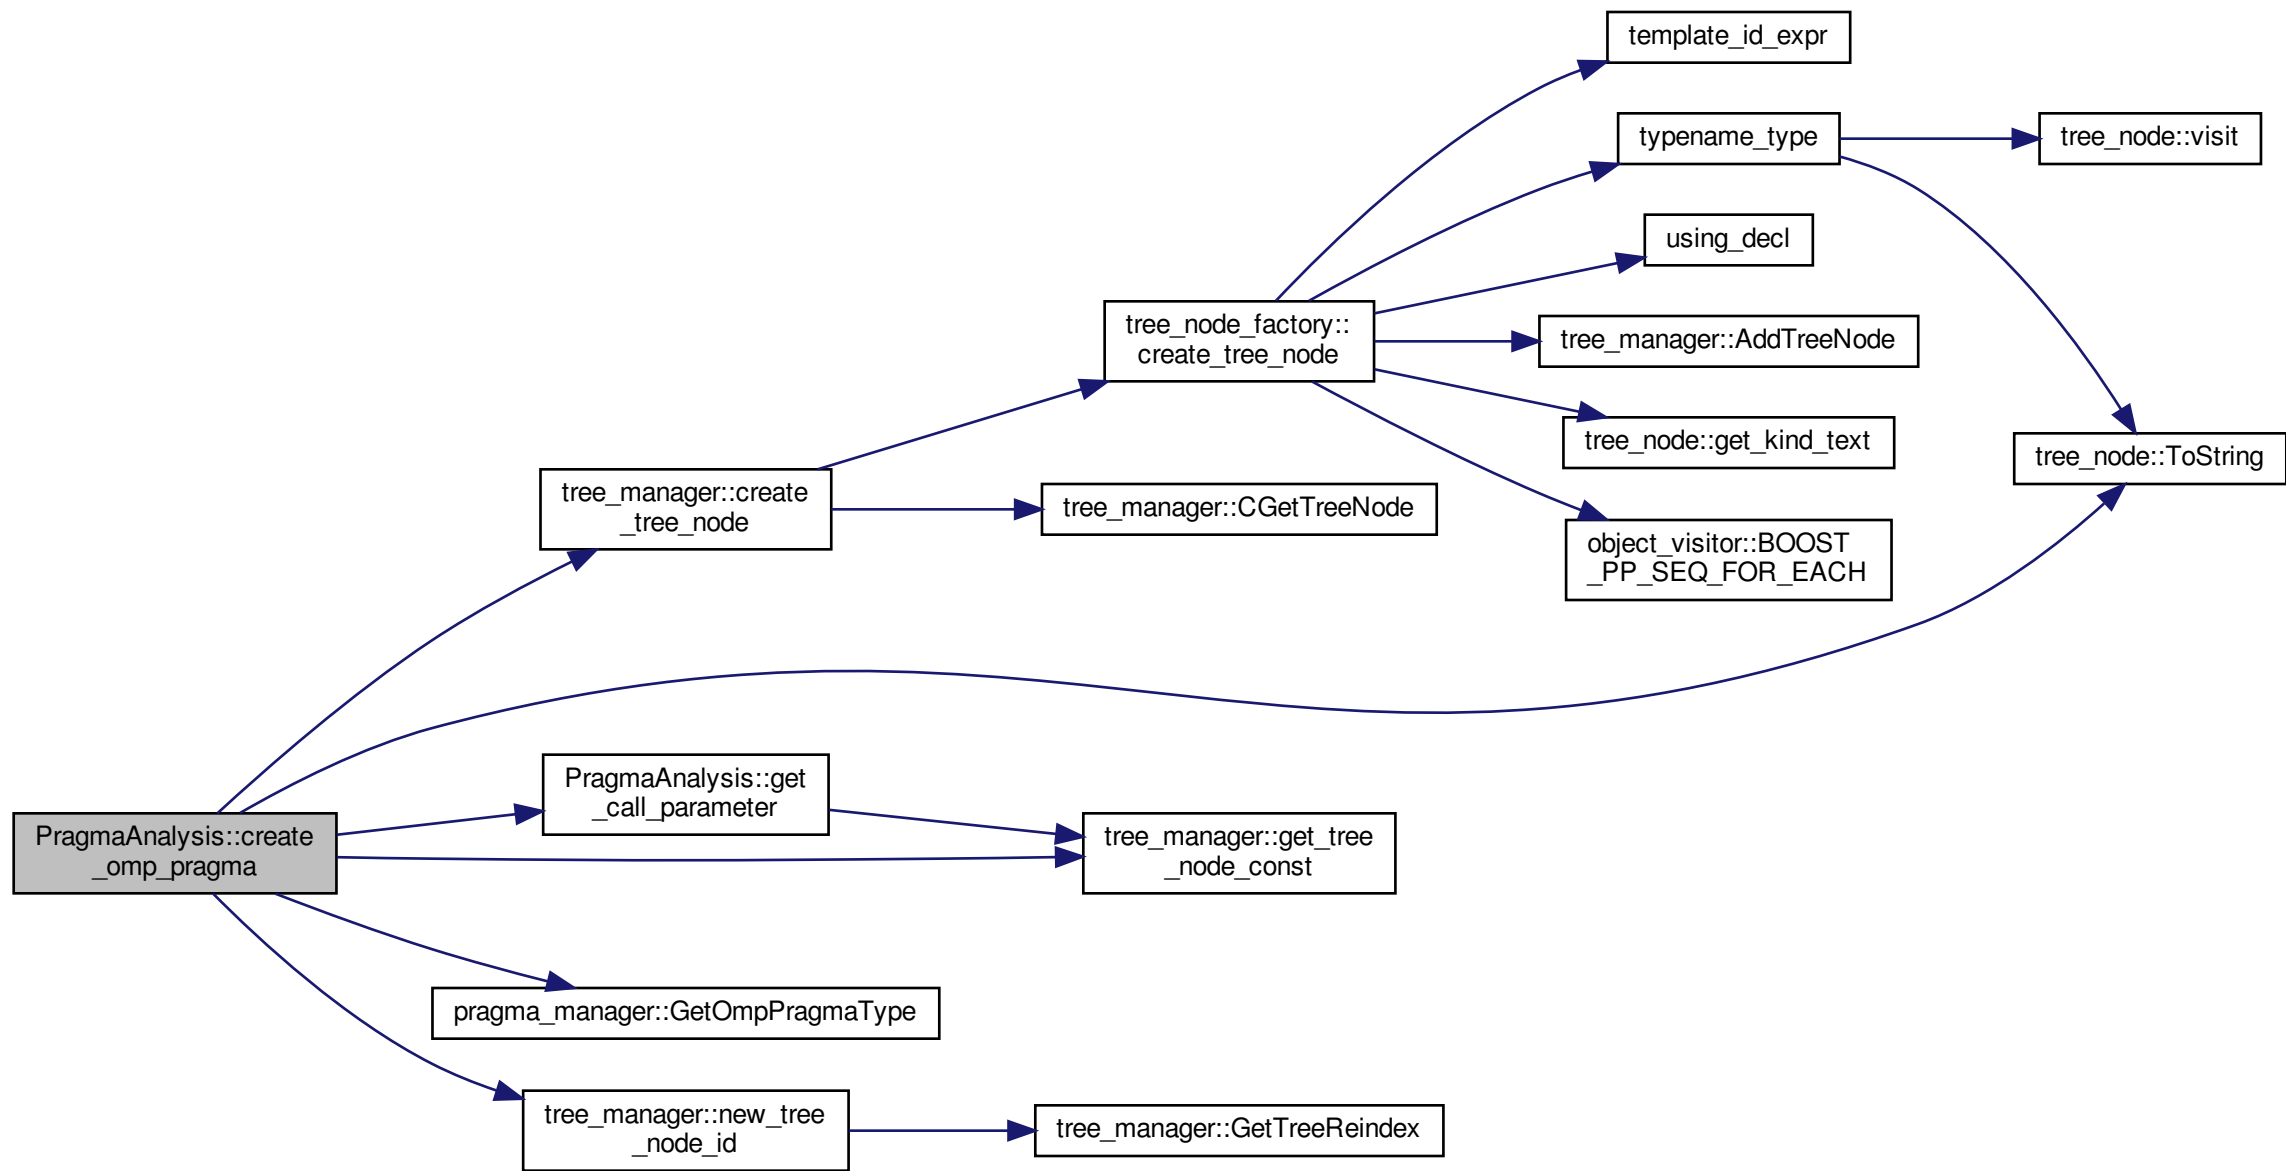 template_id_expr
typename_type
tree_node::visit
using_decl
tree_node_factory::
create_tree_node
tree_manager::AddTreeNode
tree_node::get_kind_text
tree_node::ToString
tree_manager::create
_tree_node
tree_manager::CGetTreeNode
object_visitor::BOOST
_PP_SEQ_FOR_EACH
PragmaAnalysis::get
_call_parameter
PragmaAnalysis::create
_omp_pragma
tree_manager::get_tree
_node_const
pragma_manager::GetOmpPragmaType
tree_manager::new_tree
_node_id
tree_manager::GetTreeReindex